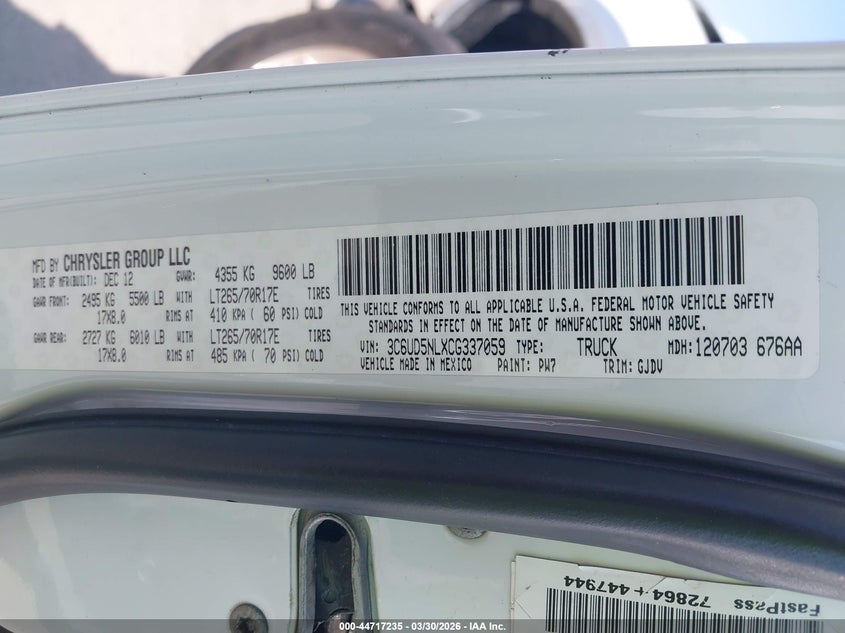 MFD BY CHRYSLER GROUP LLC
DATE OF MFR(BUILT): DEC 12 GVWR: 4355 KG 9600 LB
GAWR FRONT: 2495 KG 5500 LB WITH LT265/70R17E TIRES
17X8.0 RIMS AT 410 KPA ( 60 PSI) COLD
GAWR REAR: 2727 KG 6010 LB WITH LT265/70R17E TIRES
17X8.0 RIMS AT 485 KPA ( 70 PSI) COLD
THIS VEHICLE CONFORMS TO ALL APPLICABLE U.S.A. FEDERAL MOTOR VEHICLE SAFETY
STANDARDS IN EFFECT ON THE DATE OF MANUFACTURE SHOWN ABOVE.
VIN: 3C6UD5NLXCG337059 TYPE: TRUCK MDH: 120703 676AA
VEHICLE MADE IN MEXICO PAINT: PW7 TRIM: GJDV
FastPass
72864+447944
000-44717235 - 03/30/2026 - IAA Inc.